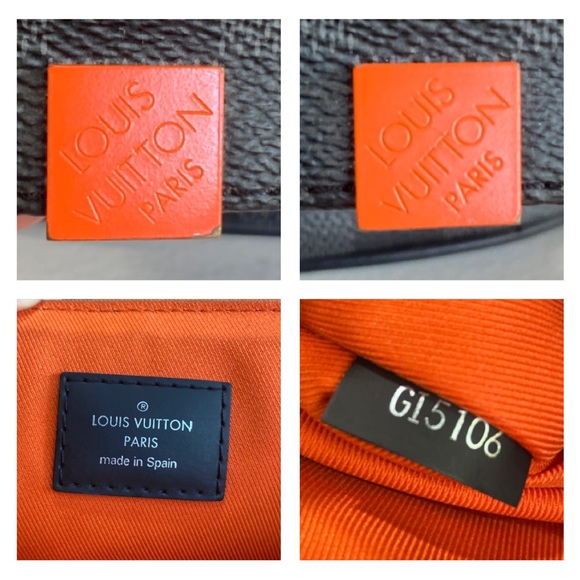 LOUIS
VUITTON
PARIS
LOUIS
VUITTON
PARIS
®
LOUIS VUITTON
PARIS
made in Spain
GI5106